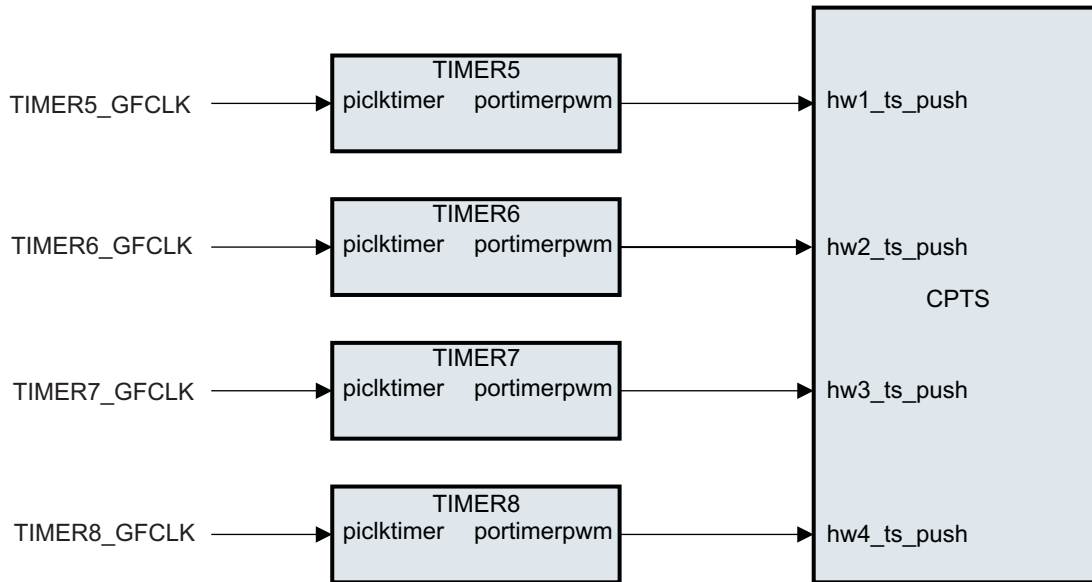 TIMER5
TIMER5_GFCLK piclktimer portimerpwm hw1_ts_push
TIMER6
TIMER6_GFCLK piclktimer portimerpwm hw2_ts_push
CPTS
TIMER7
TIMER7_GFCLK piclktimer portimerpwm hw3_ts_push
TIMER8
TIMER8_GFCLK piclktimer portimerpwm hw4_ts_push